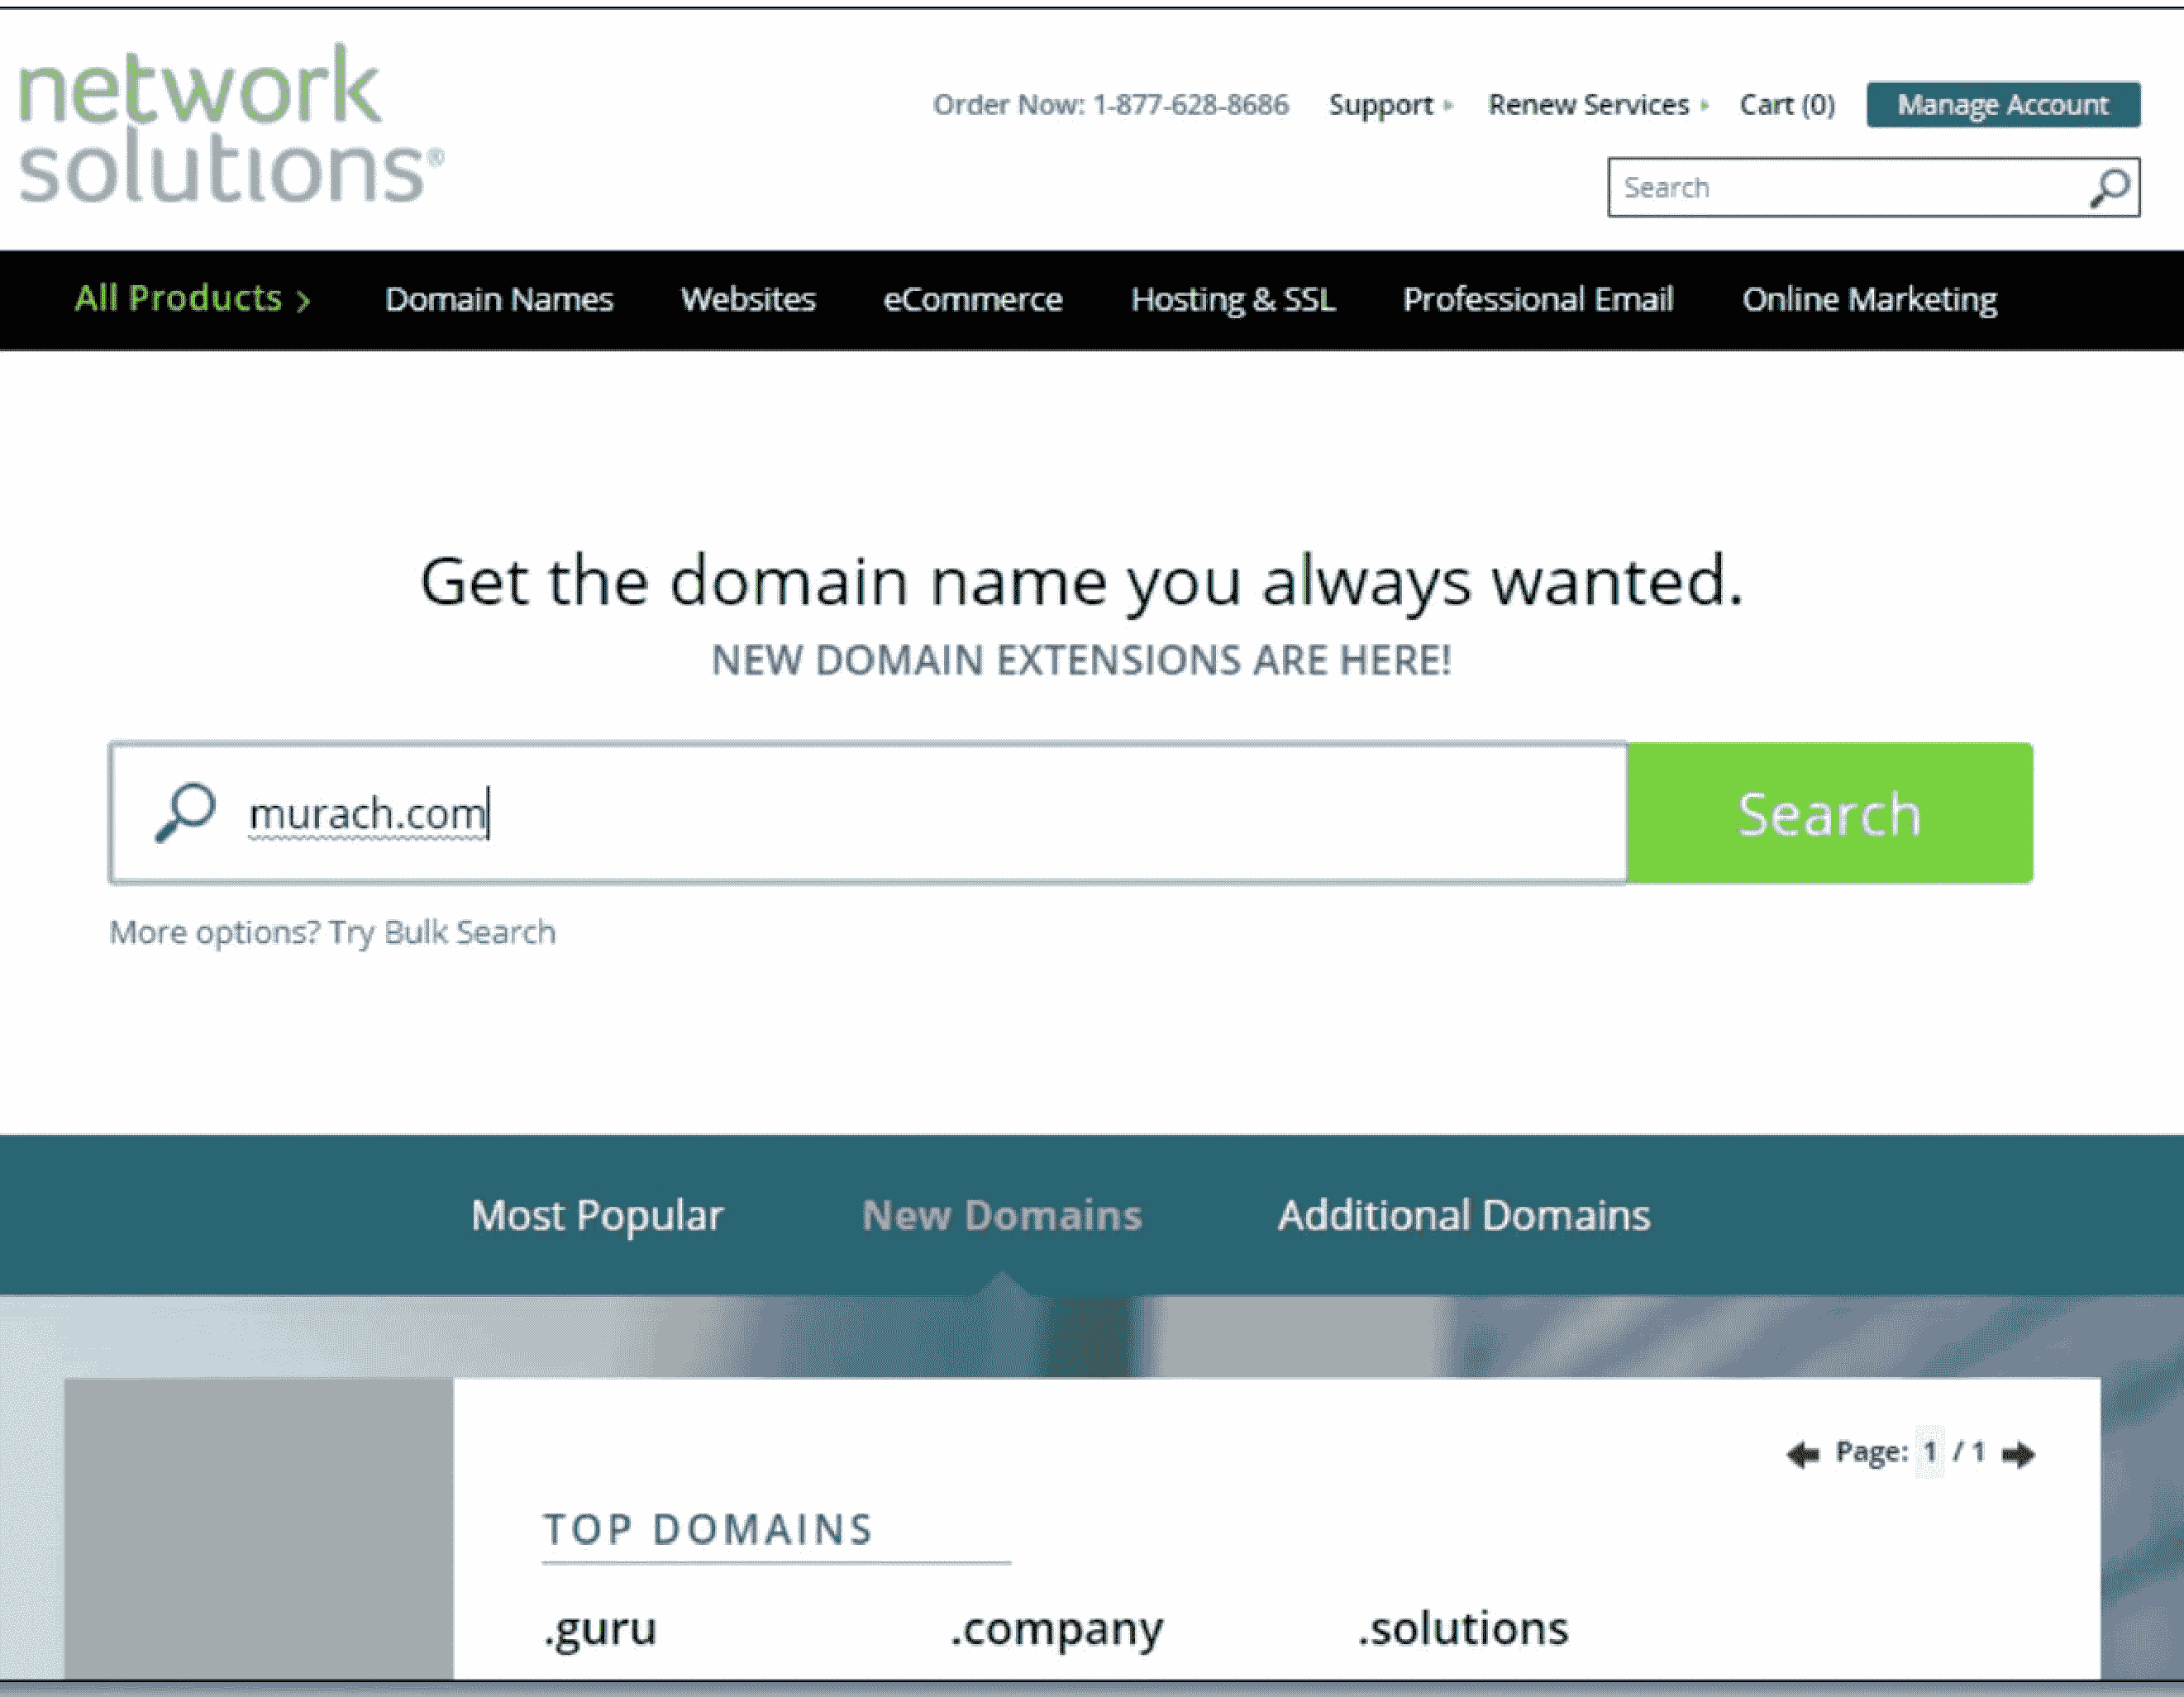 network
solutions®
Order Now: 1-877-628-8686 Support Renew Services Cart (0) Manage Account
Search
All Products > Domain Names Websites eCommerce Hosting & SSL Professional Email Online Marketing
Get the domain name you always wanted.
NEW DOMAIN EXTENSIONS ARE HERE!
murach.com Search
More options? Try Bulk Search
Most Popular New Domains Additional Domains
Page: 1 / 1
TOP DOMAINS
.guru .company .solutions